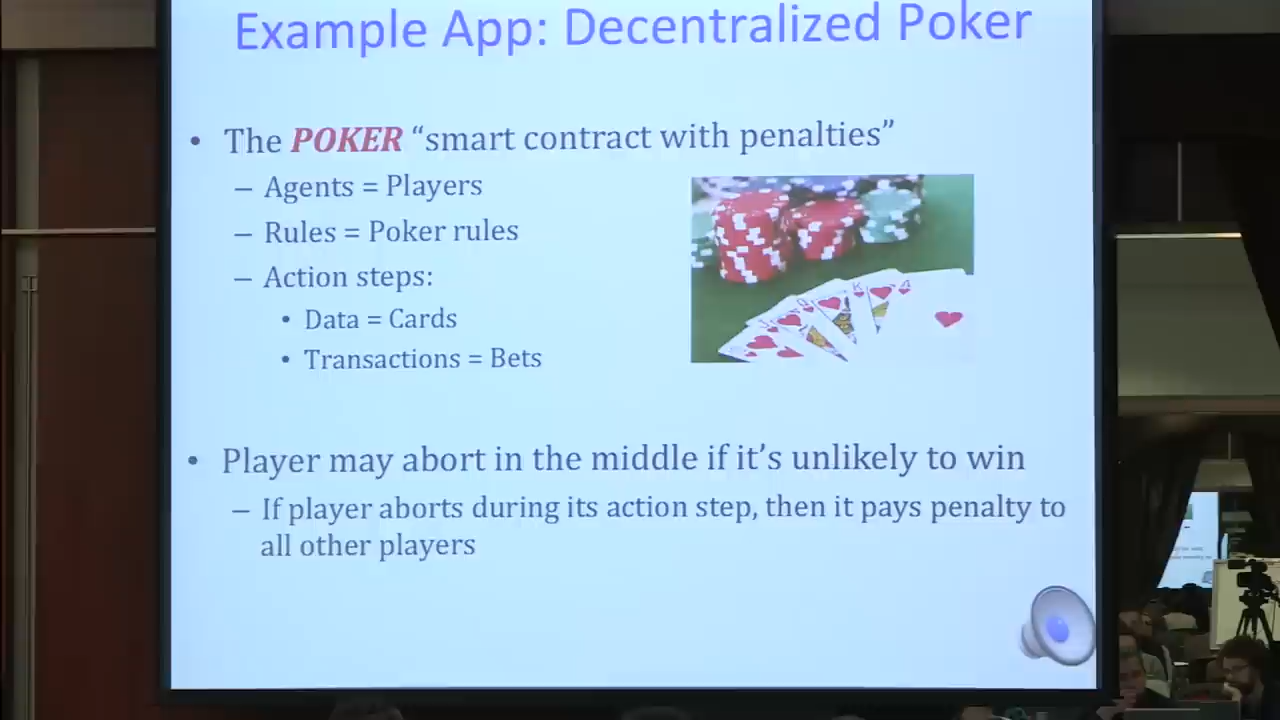 Example App: Decentralized Poker
• The POKER “smart contract with penalties”
– Agents = Players
– Rules = Poker rules
– Action steps:
• Data = Cards
• Transactions = Bets
• Player may abort in the middle if it’s unlikely to win
– If player aborts during its action step, then it pays penalty to
all other players